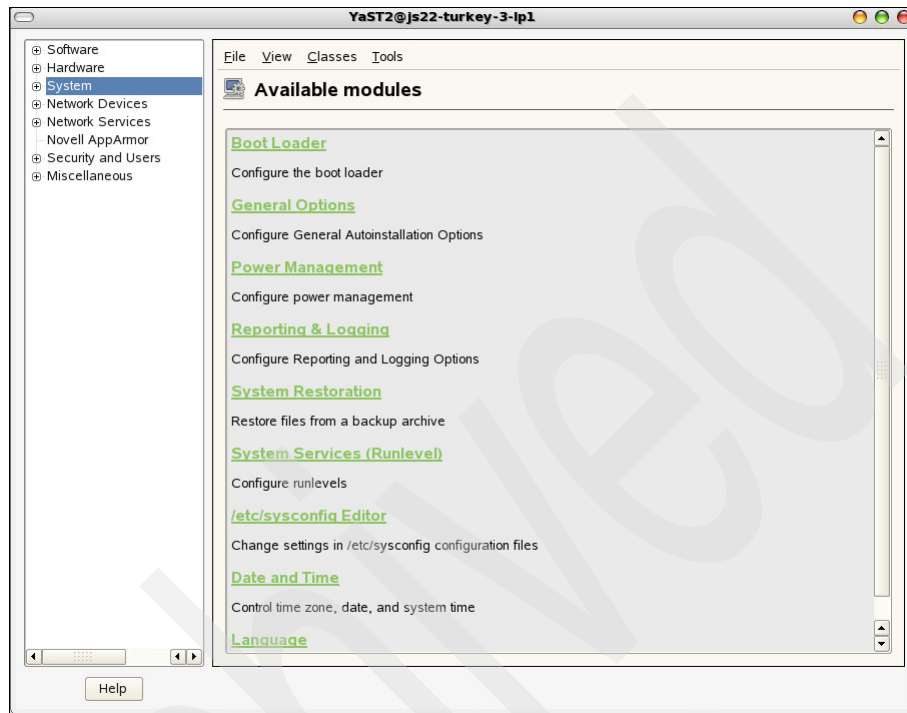 YaST2@js22-turkey-3-lp1
Software
Hardware
System
Network Devices
Network Services
Novell AppArmor
Security and Users
Miscellaneous
File View Classes Tools
Available modules
Boot Loader
Configure the boot loader
General Options
Configure General Autoinstallation Options
Power Management
Configure power management
Reporting & Logging
Configure Reporting and Logging Options
System Restoration
Restore files from a backup archive
System Services (Runlevel)
Configure runlevels
/etc/sysconfig Editor
Change settings in /etc/sysconfig configuration files
Date and Time
Control time zone, date, and system time
Language
Help